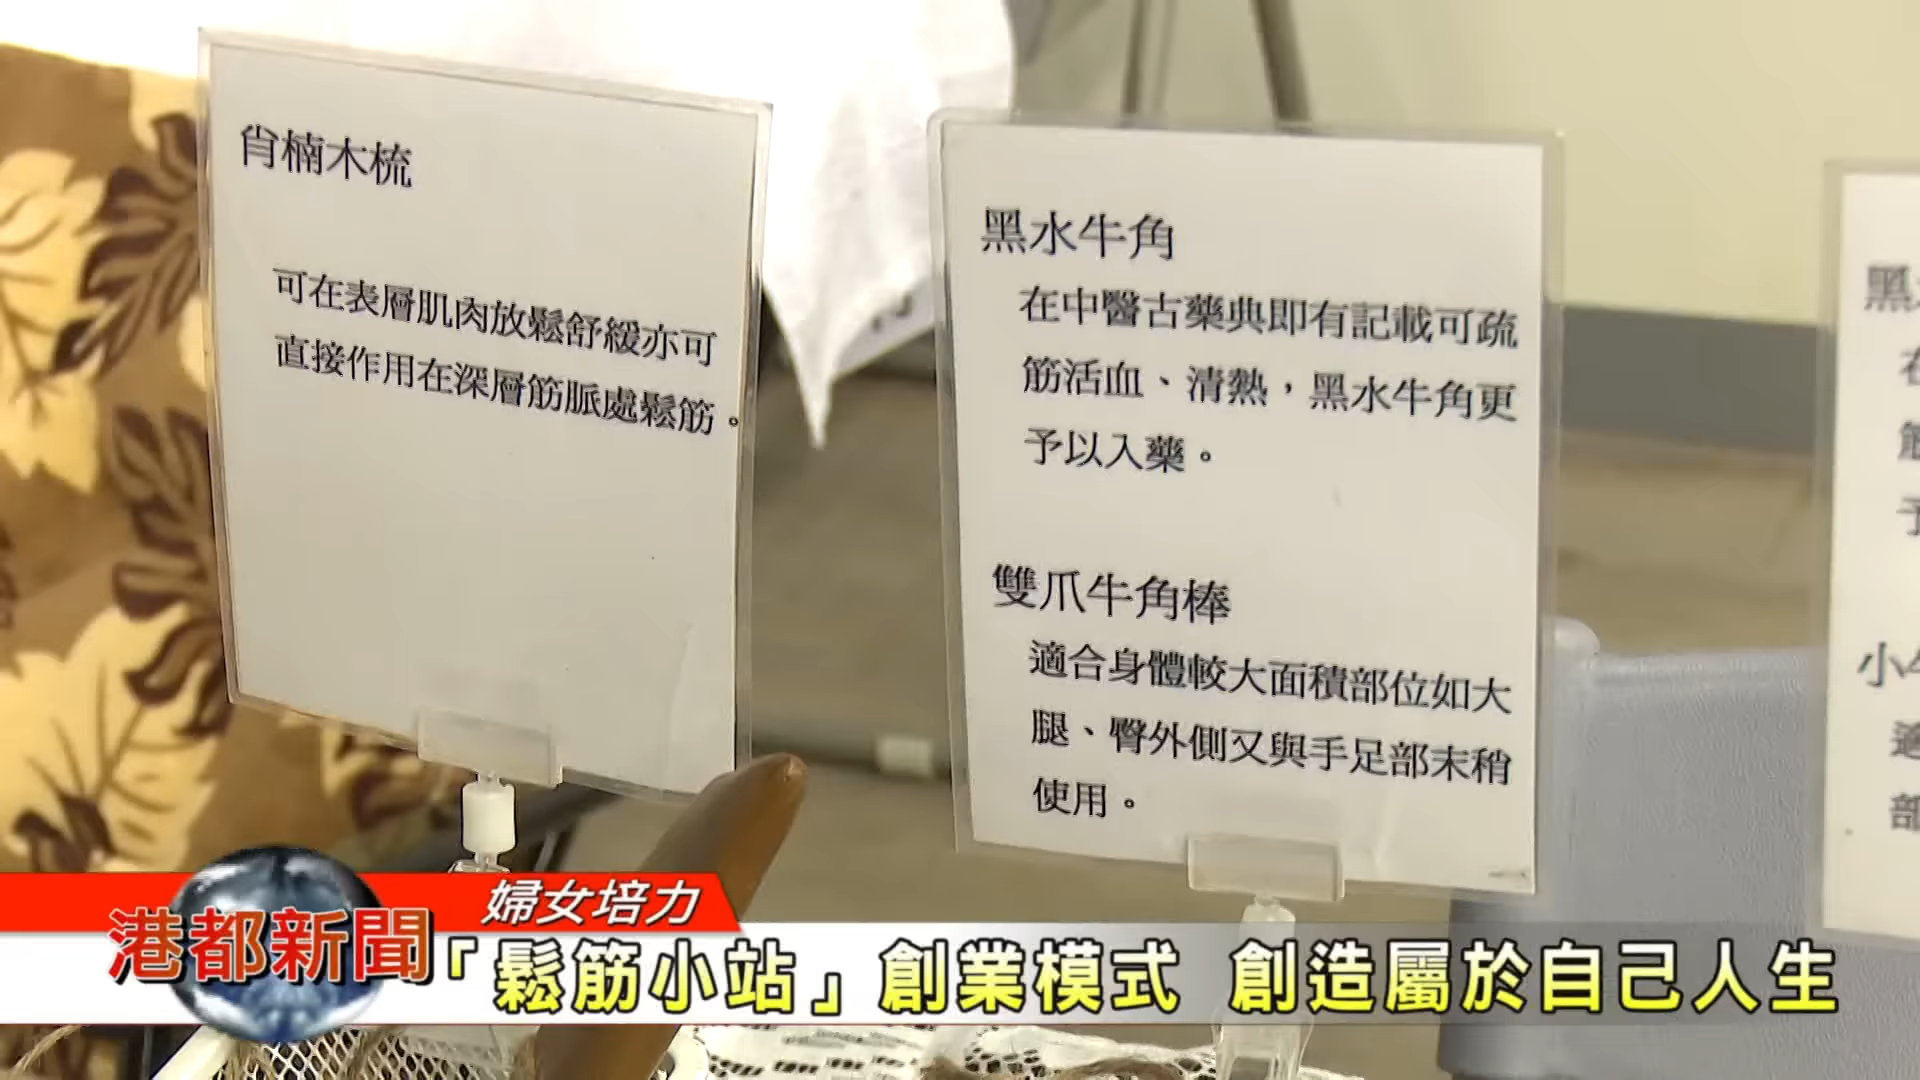 肖楠木梳
可在表層肌肉放鬆舒緩亦可
直接作用在深層筋脈處鬆筋。
黑水牛角
在中醫古藥典即有記載可疏
筋活血、清熱，黑水牛角更
予以入藥。
雙爪牛角棒
適合身體較大面積部位如大
腿、臀外側又與手足部末稍
使用。
黑
小
適
部
婦女培力
港都新聞
「鬆筋小站」創業模式 創造屬於自己人生